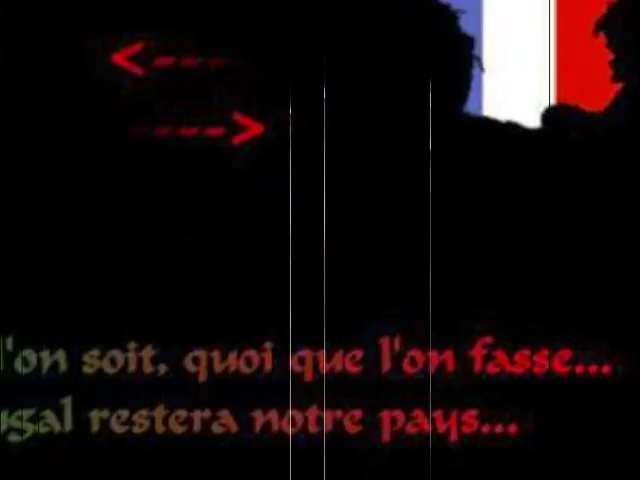 <----
---->
l'on soit, quoi que l'on fasse...
ugal restera notre pays...